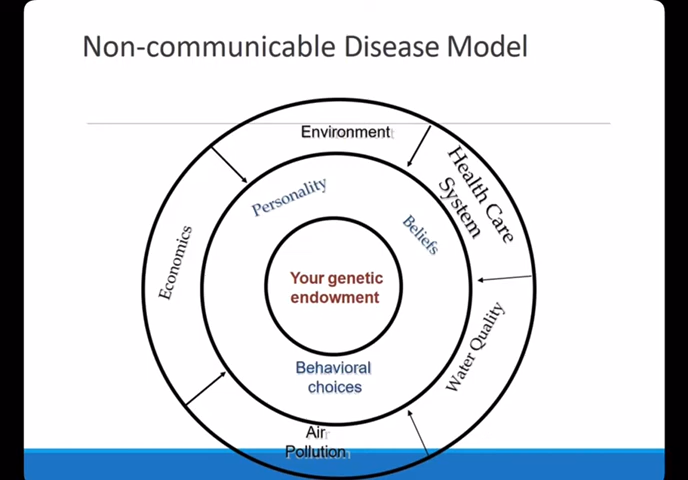 Non-communicable Disease Model
Environment
Health Care
System
Personality
Beliefs
Economics
Your genetic
endowment
Water Quality
Behavioral
choices
Air
Pollution